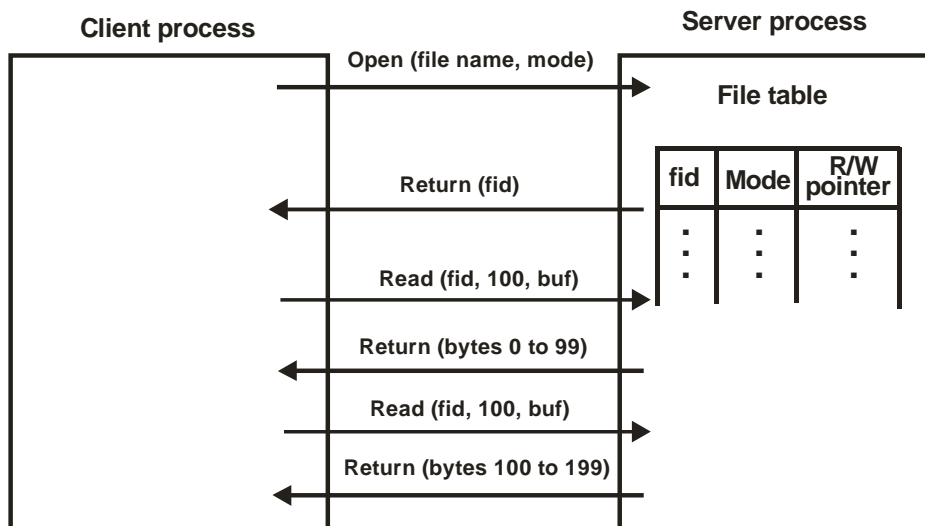 Client process
Server process
Open (file name, mode)
File table
fid
Mode
R/W
pointer
Return (fid)
Read (fid, 100, buf)
Return (bytes 0 to 99)
Read (fid, 100, buf)
Return (bytes 100 to 199)